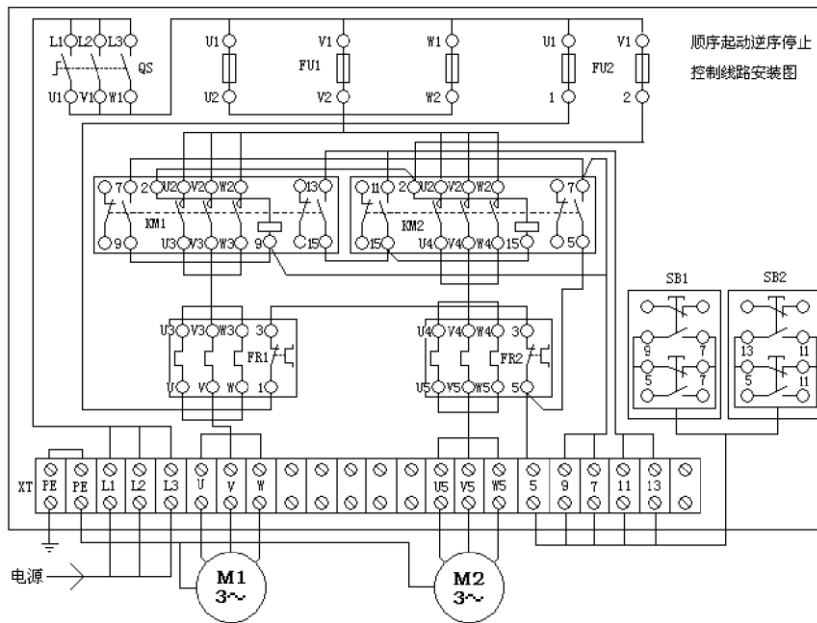 L1 L2 L3 QS
U1 V1 W1
U1 V1 W1
FU1
U2 V2 W2
U1 V1
FU2
1 2
顺序起动逆序停止
控制线路安装图
7 2 U2 V2 W2 13
KM1
9 U3 V3 W3 9 15
11 2 U2 V2 W2 7
KM2
15 U4 V4 W4 15 5
U3 V3 W3 3
FR1
U V W 1
U4 V4 W4 3
FR2
U5 V5 W5 5
SB1
9 7
5 7
SB2
13 11
5 11
XT PE PE L1 L2 L3 U V W U5 V5 W5 5 9 7 11 13
电源
M1
3~
M2
3~